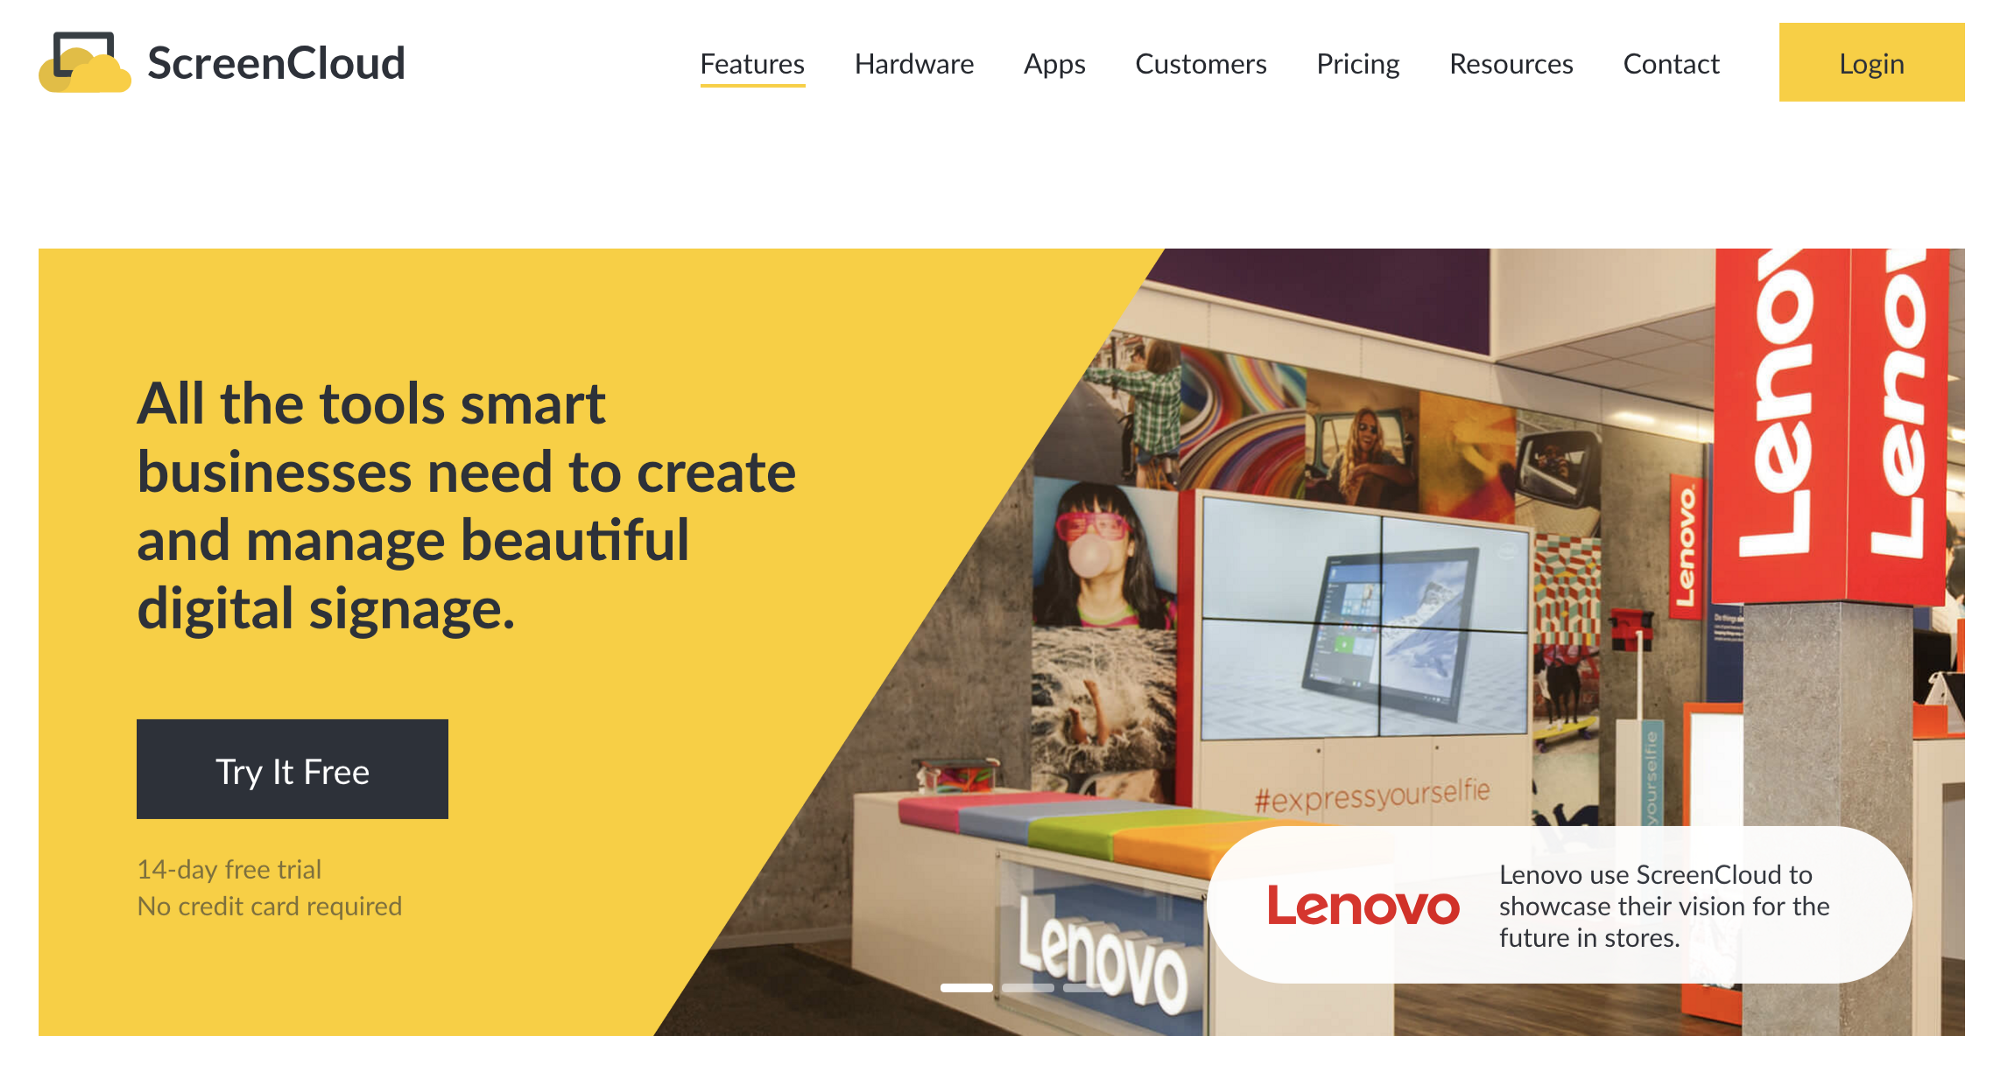 ScreenCloud
Features
Hardware
Apps
Customers
Pricing
Resources
Contact
Login
All the tools smart
businesses need to create
and manage beautiful
digital signage.
Try It Free
14-day free trial
No credit card required
Lenov
Lenov
Lenovo
#expressyourselfie
yourselfie
Lenovo
Lenovo
Lenovo use ScreenCloud to
showcase their vision for the
future in stores.